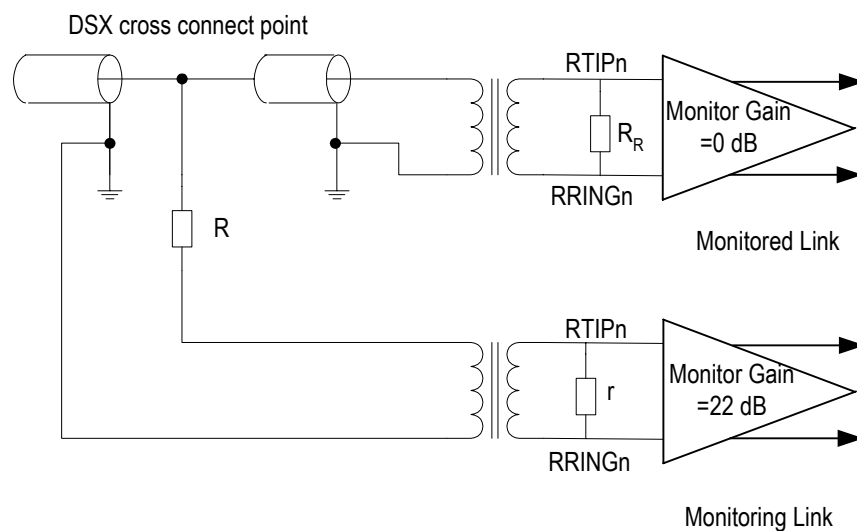 DSX cross connect point
RTIPn
Monitor Gain
=0 dB
R_R
RRINGn
R
Monitored Link
RTIPn
Monitor Gain
=22 dB
r
RRINGn
Monitoring Link